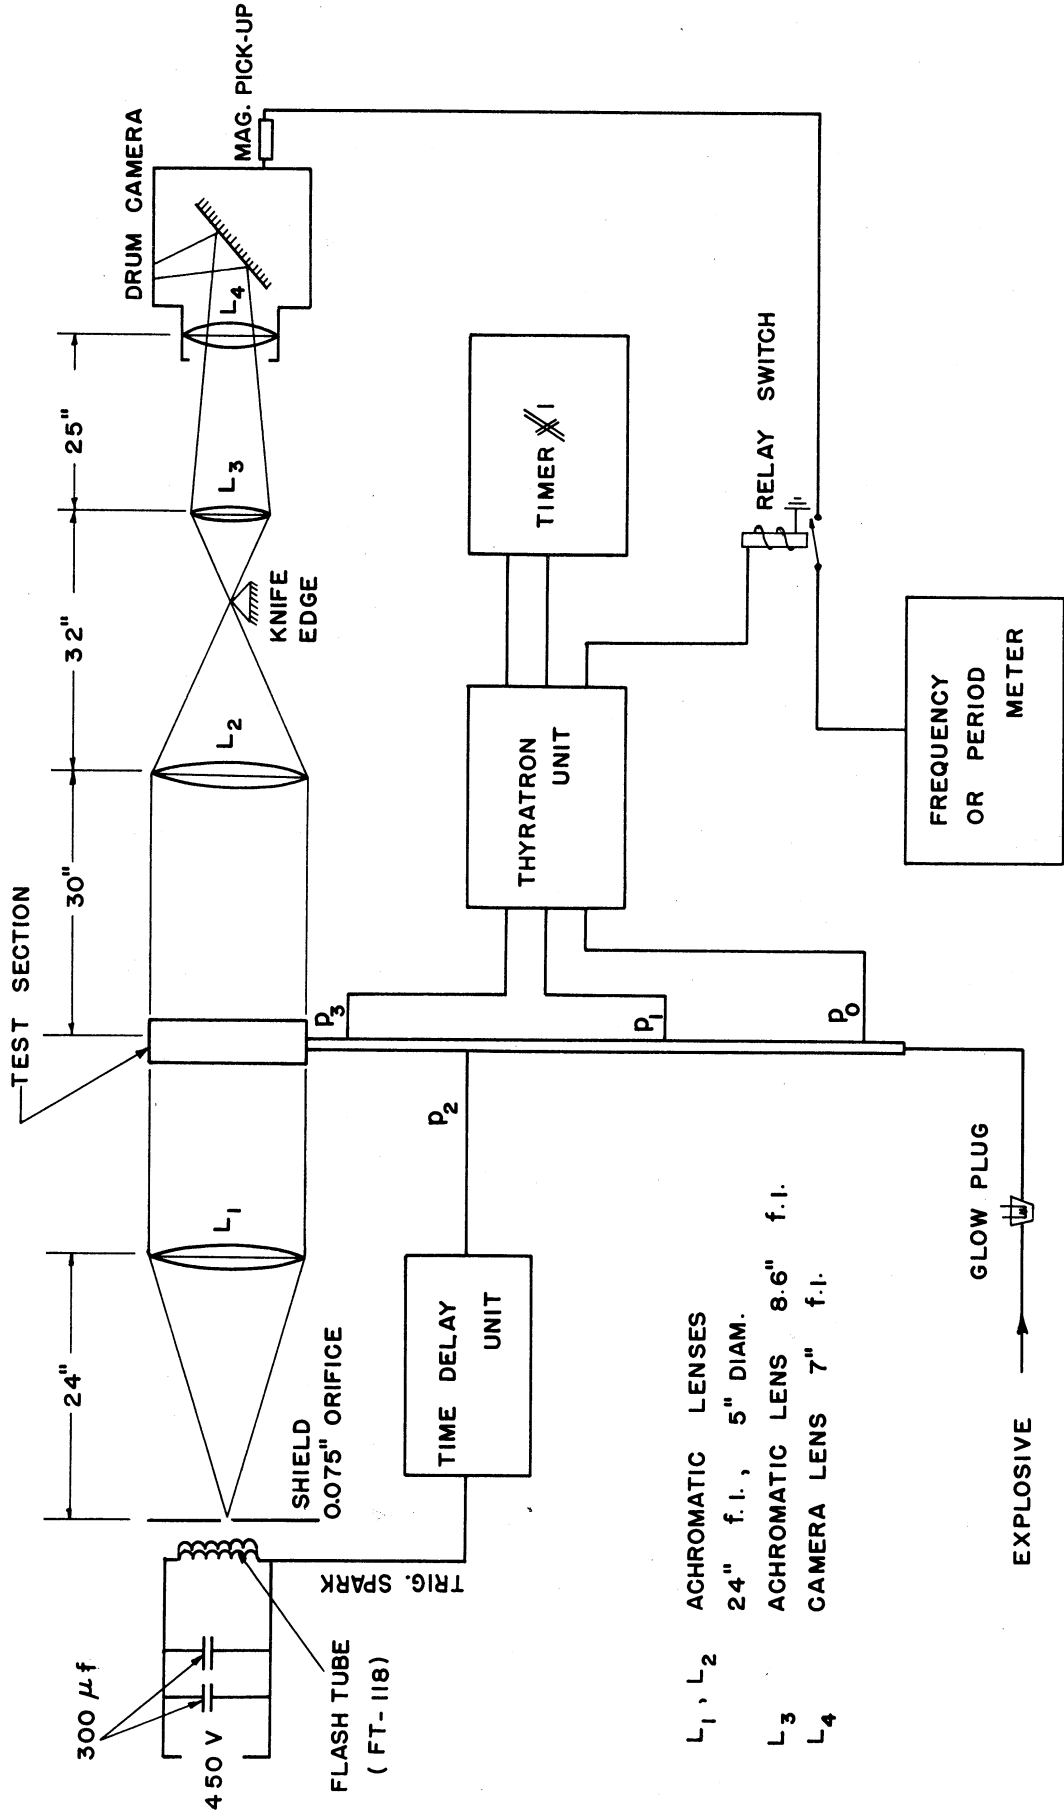 300 μf
450 V
FLASH TUBE
(FT-118)
TRIG. SPARK
SHIELD
0.075" ORIFICE
24"
L1
TEST SECTION
30"
L2
32"
KNIFE
EDGE
L3
25"
L4
DRUM CAMERA
MAG. PICK-UP
TIME DELAY
UNIT
P2
P3
P1
P0
THYRATRON
UNIT
TIMER # 1
RELAY SWITCH
FREQUENCY
OR PERIOD
METER
GLOW PLUG
EXPLOSIVE
L1, L2 ACHROMATIC LENSES
24" f.l., 5" DIAM.
L3 ACHROMATIC LENS 8.6" f.l.
L4 CAMERA LENS 7" f.l.